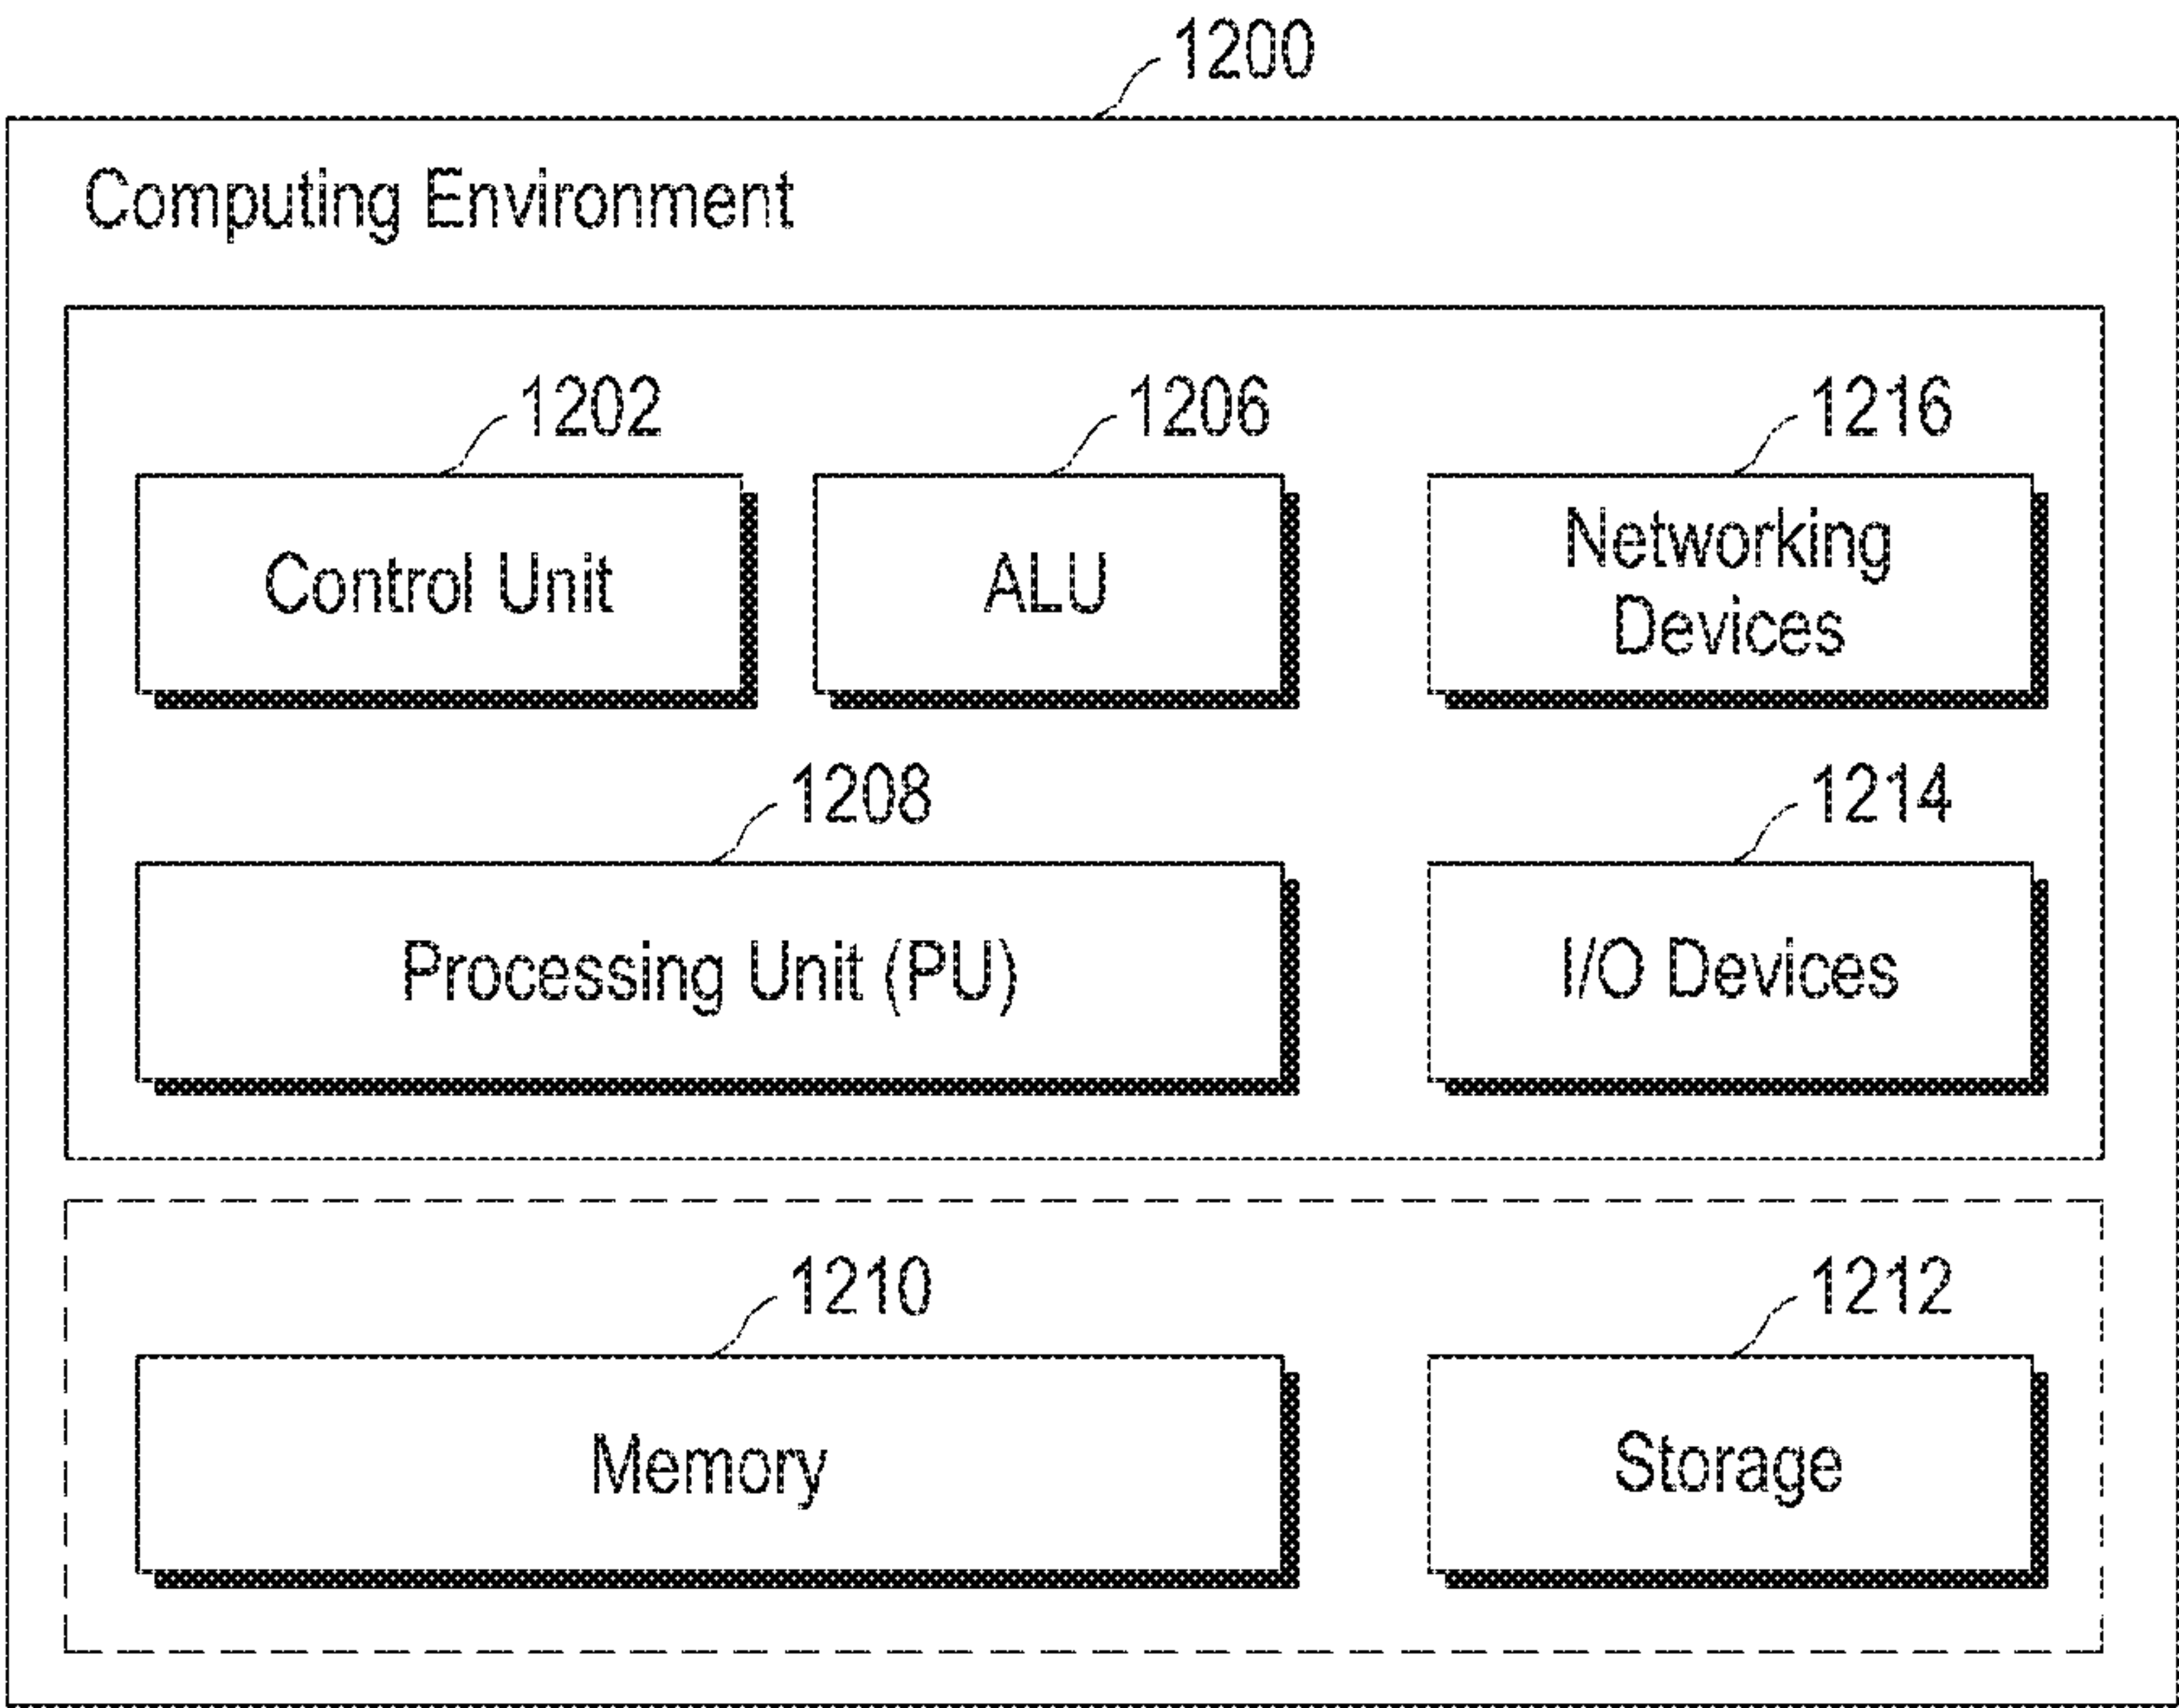 1200
Computing Environment
1202
1206
1216
Control Unit
ALU
Networking
Devices
1208
1214
Processing Unit (PU)
I/O Devices
1210
1212
Memory
Storage